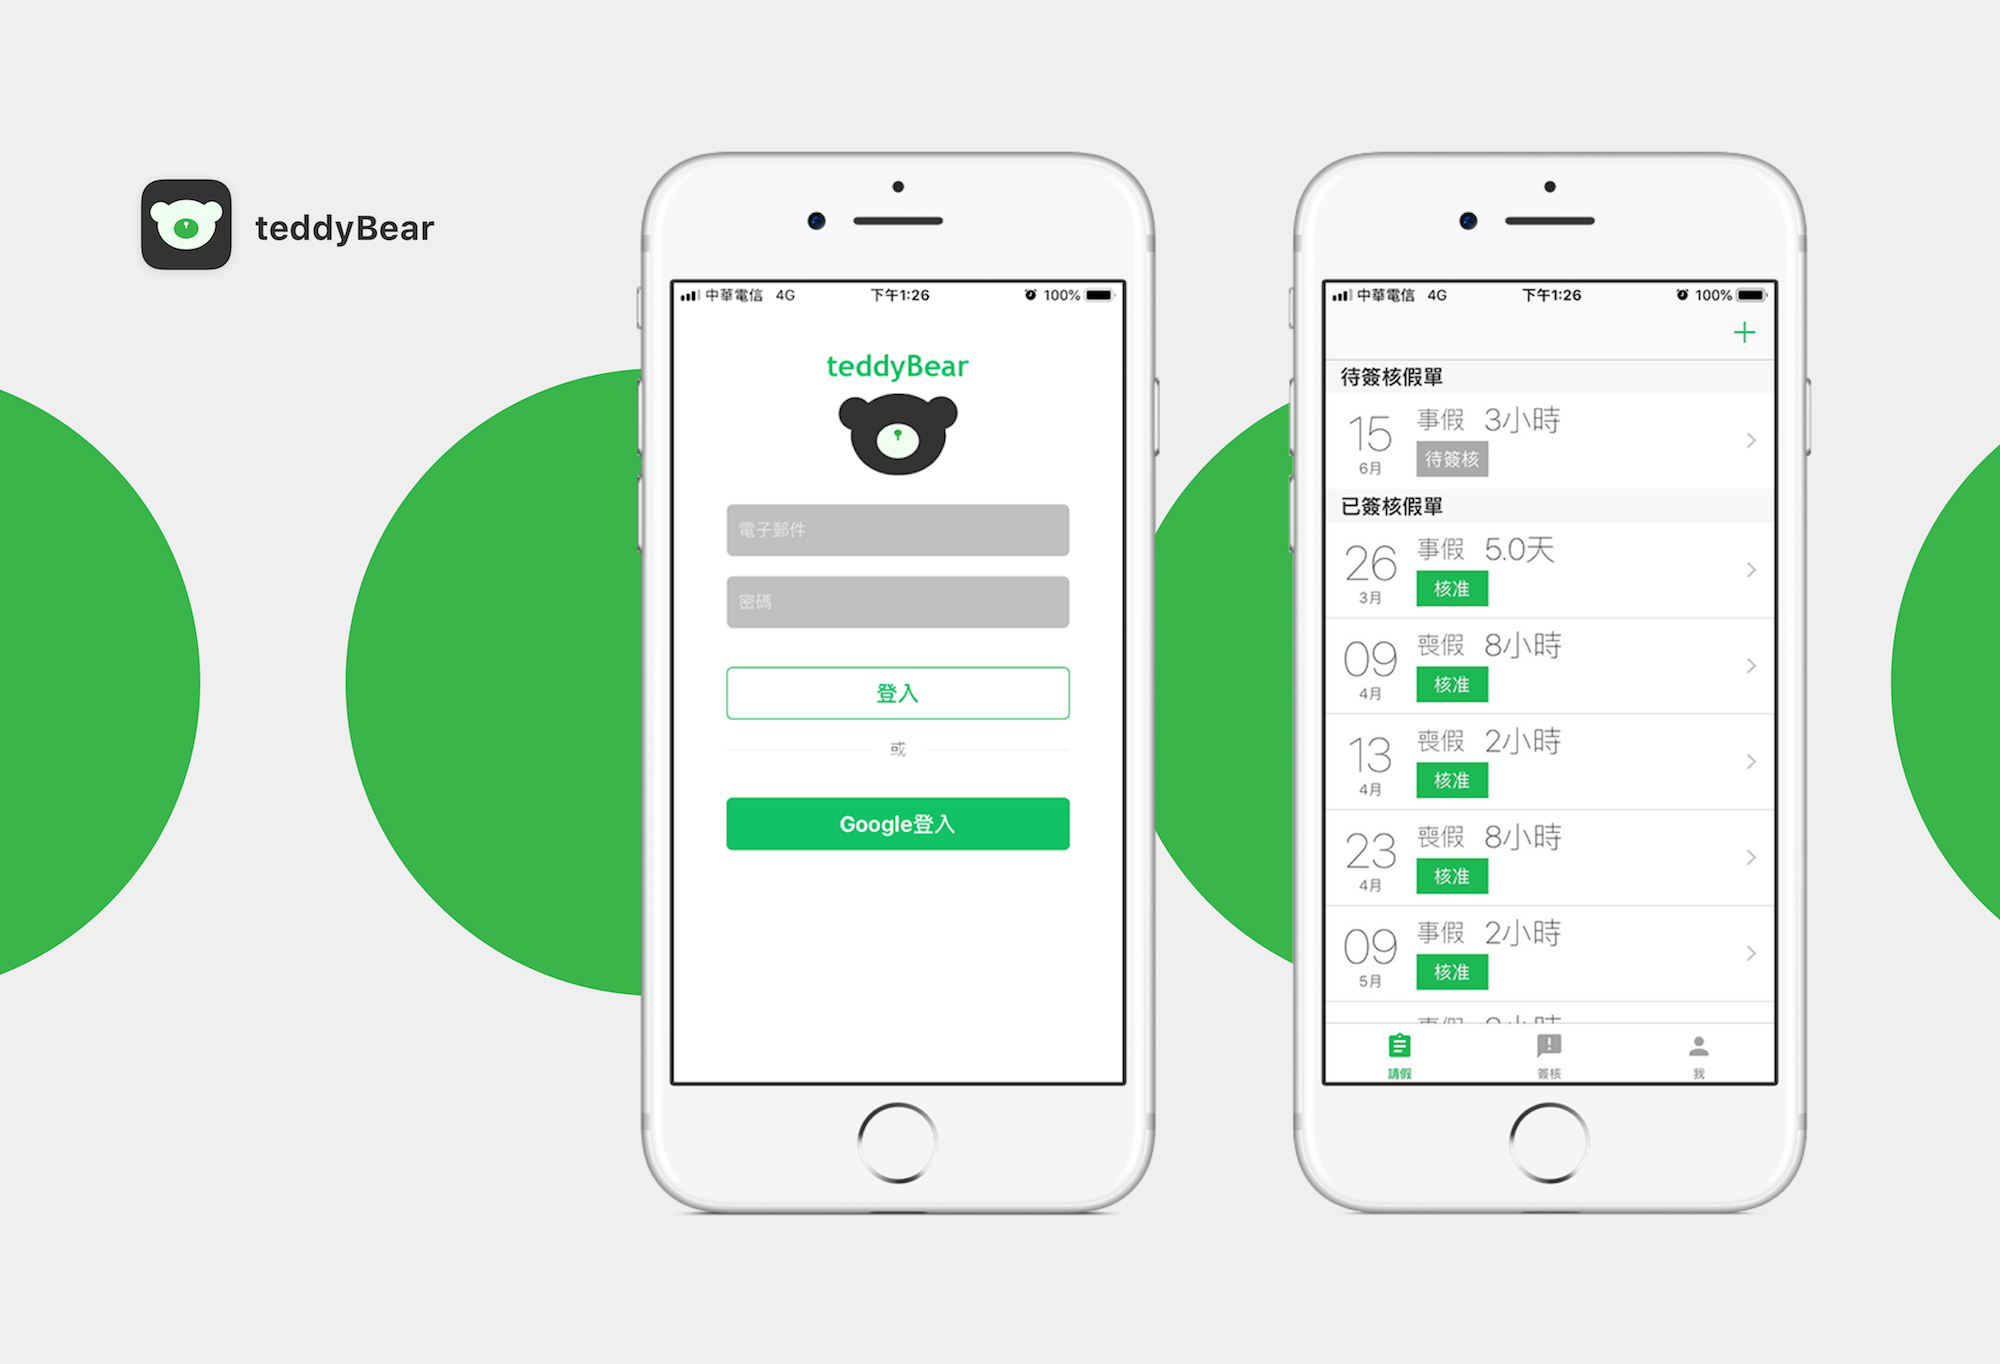 teddyBear
中華電信 4G 下午1:26 100%
teddyBear
電子郵件
密碼
登入
或
Google登入
中華電信 4G 下午1:26 100%
+
待簽核假單
15 事假 3小時
6月 待簽核
已簽核假單
26 事假 5.0天
3月 核准
09 喪假 8小時
4月 核准
13 喪假 2小時
4月 核准
23 喪假 8小時
4月 核准
09 事假 2小時
5月 核准
請假 簽核 我